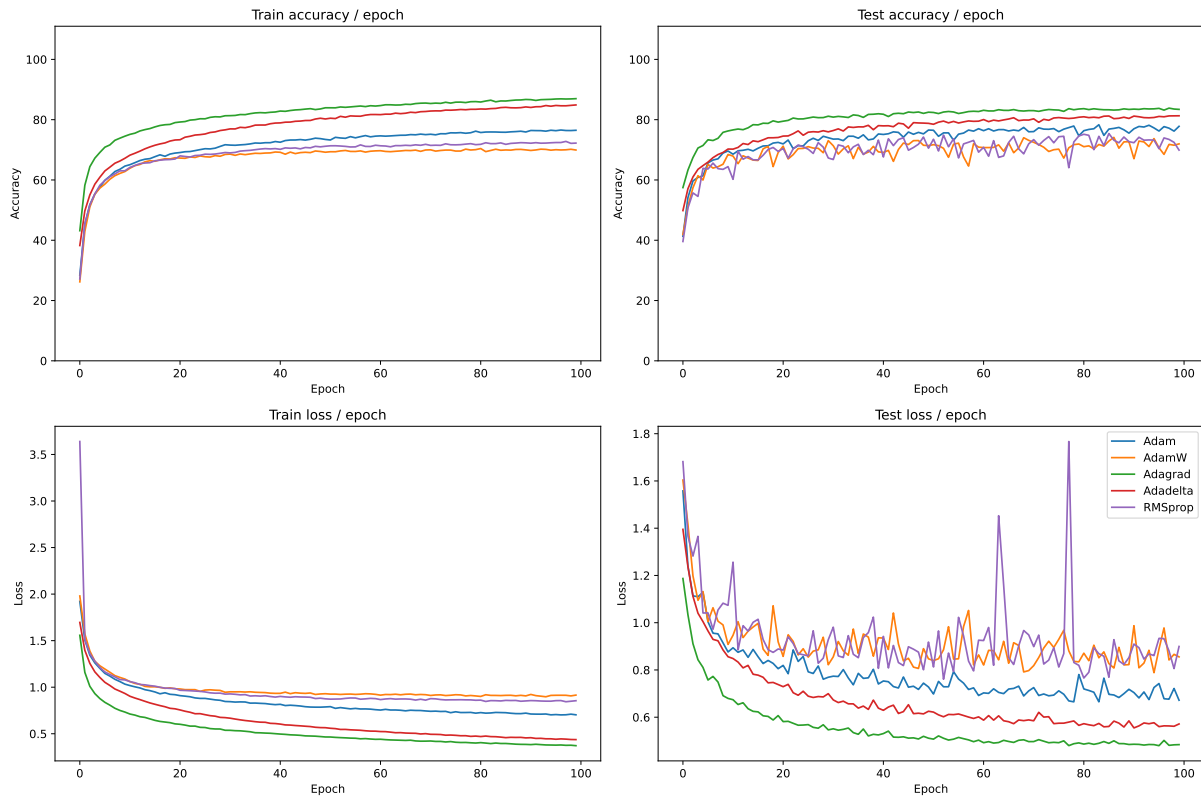 Train accuracy / epoch
Accuracy
100
80
60
40
20
0
0 20 40 60 80 100
Epoch
Test accuracy / epoch
Accuracy
100
80
60
40
20
0
0 20 40 60 80 100
Epoch
Train loss / epoch
Loss
3.5
3.0
2.5
2.0
1.5
1.0
0.5
0 20 40 60 80 100
Epoch
Test loss / epoch
Loss
1.8
1.6
1.4
1.2
1.0
0.8
0.6
0 20 40 60 80 100
Epoch
Adam
AdamW
Adagrad
Adadelta
RMSprop